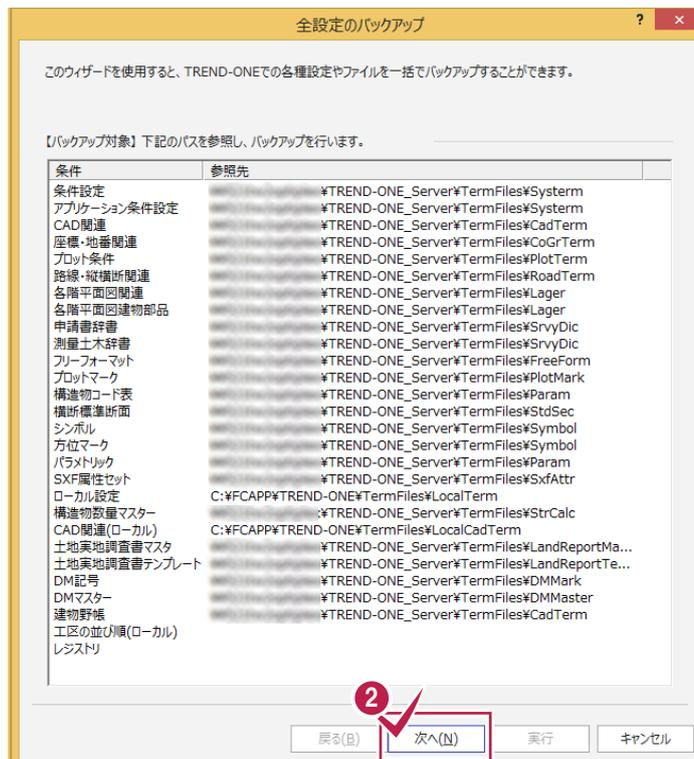 全設定のバックアップ
?
×
このウィザードを使用すると、TREND-ONEでの各種設定やファイルを一括でバックアップすることができます。
【バックアップ対象】下記のパスを参照し、バックアップを行います。
条件 参照先
条件設定 ¥TREND-ONE_Server¥TermFiles¥Systerm
アプリケーション条件設定 ¥TREND-ONE_Server¥TermFiles¥Systerm
CAD関連 ¥TREND-ONE_Server¥TermFiles¥CadTerm
座標・地番関連 ¥TREND-ONE_Server¥TermFiles¥CoGrTerm
プロット条件 ¥TREND-ONE_Server¥TermFiles¥PlotTerm
路線・縦横断関連 ¥TREND-ONE_Server¥TermFiles¥RoadTerm
各階平面図関連 ¥TREND-ONE_Server¥TermFiles¥Lager
各階平面図建物部品 ¥TREND-ONE_Server¥TermFiles¥Lager
申請書辞書 ¥TREND-ONE_Server¥TermFiles¥SrvyDic
測量土木辞書 ¥TREND-ONE_Server¥TermFiles¥SrvyDic
フリーフォーマット ¥TREND-ONE_Server¥TermFiles¥FreeForm
プロットマーク ¥TREND-ONE_Server¥TermFiles¥PlotMark
構造物コード表 ¥TREND-ONE_Server¥TermFiles¥Param
横断標準断面 ¥TREND-ONE_Server¥TermFiles¥StdSec
シンボル ¥TREND-ONE_Server¥TermFiles¥Symbol
方位マーク ¥TREND-ONE_Server¥TermFiles¥Symbol
パラメトリック ¥TREND-ONE_Server¥TermFiles¥Param
SXF属性セット ¥TREND-ONE_Server¥TermFiles¥SxfAttr
ローカル設定 C:¥FCAPP¥TREND-ONE¥TermFiles¥LocalTerm
構造物数量マスター :¥TREND-ONE_Server¥TermFiles¥StrCalc
CAD関連(ローカル) C:¥FCAPP¥TREND-ONE¥TermFiles¥LocalCadTerm
土地実地調査書マスタ ¥TREND-ONE_Server¥TermFiles¥LandReportMa...
土地実地調査書テンプレート ¥TREND-ONE_Server¥TermFiles¥LandReportTe...
DM記号 ¥TREND-ONE_Server¥TermFiles¥DMMark
DMマスター ¥TREND-ONE_Server¥TermFiles¥DMMaster
建物野帳 ¥TREND-ONE_Server¥TermFiles¥CadTerm
工区の並び順(ローカル)
レジストリ
2
戻る(B) 次へ(N) 実行 キャンセル